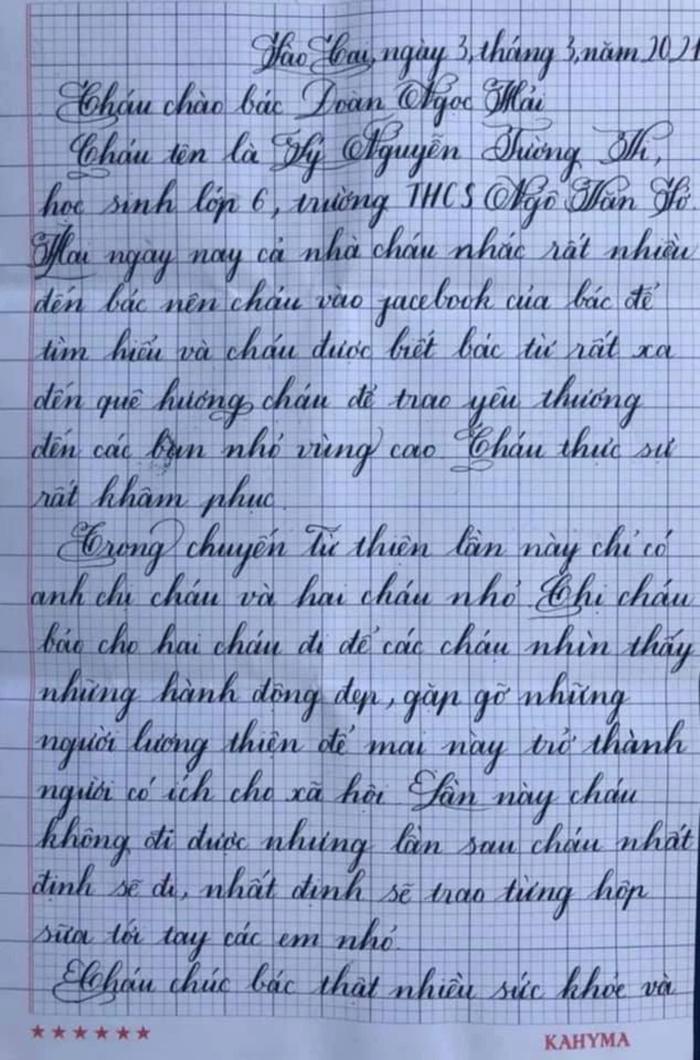 Lào Cai, ngày 3, tháng 3, năm 2021
Cháu chào bác Đoàn Ngọc Hải
Cháu tên là Lý Nguyễn Tường Vi,
học sinh lớp 6, trường THCS Ngô Văn Sở.
Hai ngày nay cả nhà cháu nhắc rất nhiều
đến bác nên cháu vào facebook của bác để
tìm hiểu và cháu được biết bác từ rất xa
đến quê hương cháu để trao yêu thương
đến các bạn nhỏ vùng cao. Cháu thực sự
rất khâm phục.
Trong chuyến từ thiện lần này chỉ có
anh chị cháu và hai cháu nhỏ. Chị cháu
bảo cho hai cháu đi để các cháu nhìn thấy
những hành động đẹp, gặp gỡ những
người lương thiện để mai này trở thành
người có ích cho xã hội. Lần này cháu
không đi được nhưng lần sau cháu nhất
định sẽ đi, nhất định sẽ trao từng hộp
sữa tới tay các em nhỏ.
Cháu chúc bác thật nhiều sức khỏe và
KAHYMA